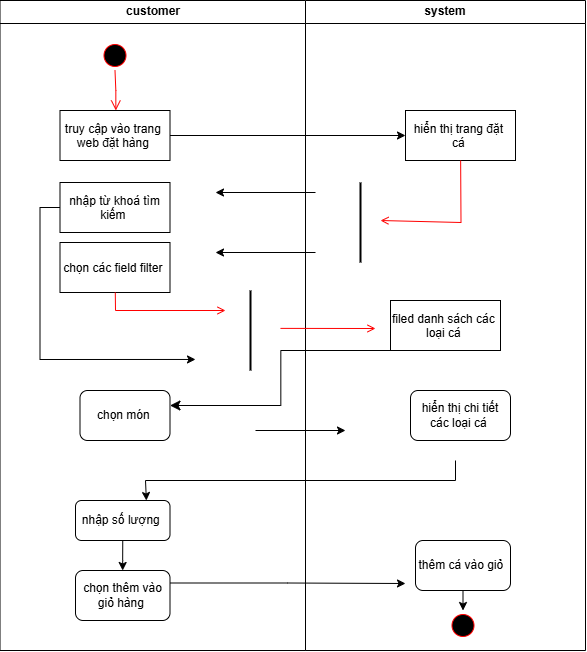 customer
system
truy cập vào trang
web đặt hàng
hiển thị trang đặt
cá
nhập từ khoá tìm
kiếm
chọn các field filter
filed danh sách các
loại cá
chọn món
hiển thị chi tiết
các loại cá
nhập số lượng
chọn thêm vào
giỏ hàng
thêm cá vào giỏ